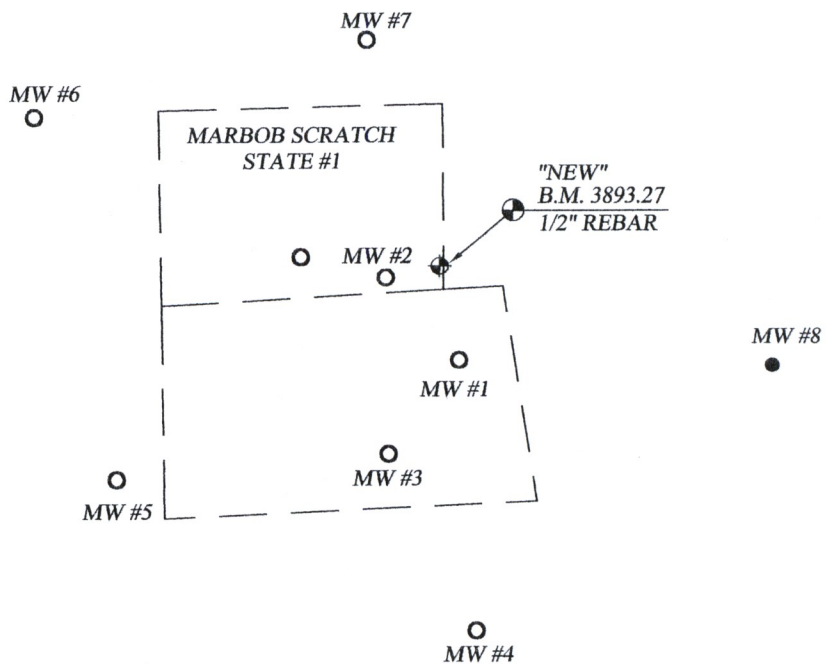 MW #7
MW #6
MARBOB SCRATCH
STATE #1
"NEW"
B.M. 3893.27
1/2" REBAR
MW #2
MW #8
MW #1
MW #3
MW #5
MW #4